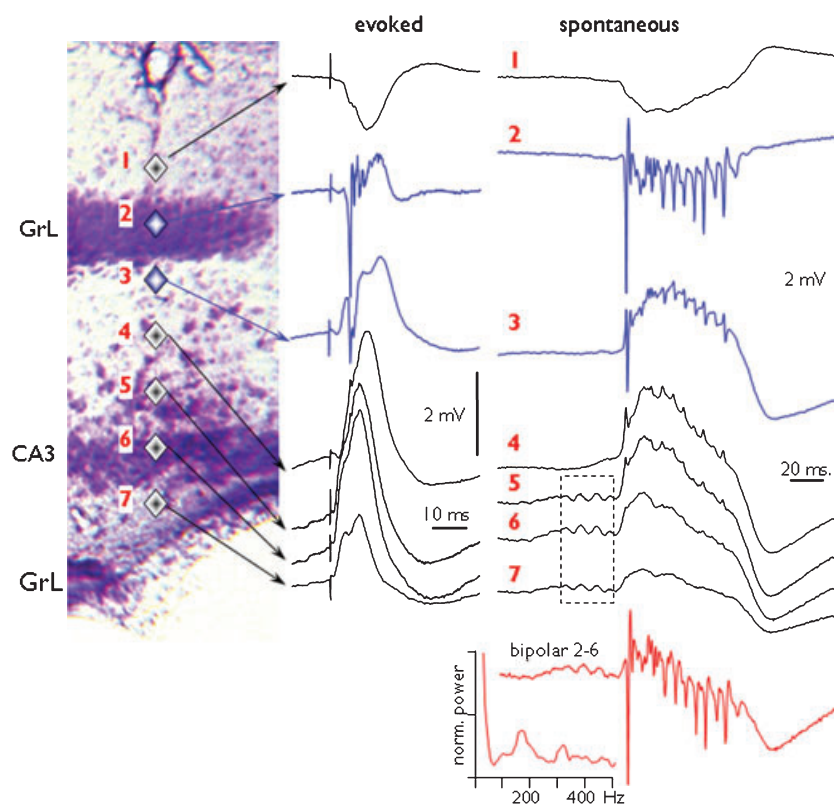 evoked spontaneous
1 1
2 2
GrL
3 3
2 mV
4 4
2 mV
5 5
CA3
6 6
20 ms.
10 ms
7 7
GrL
bipolar 2-6
norm. power
200 400 Hz